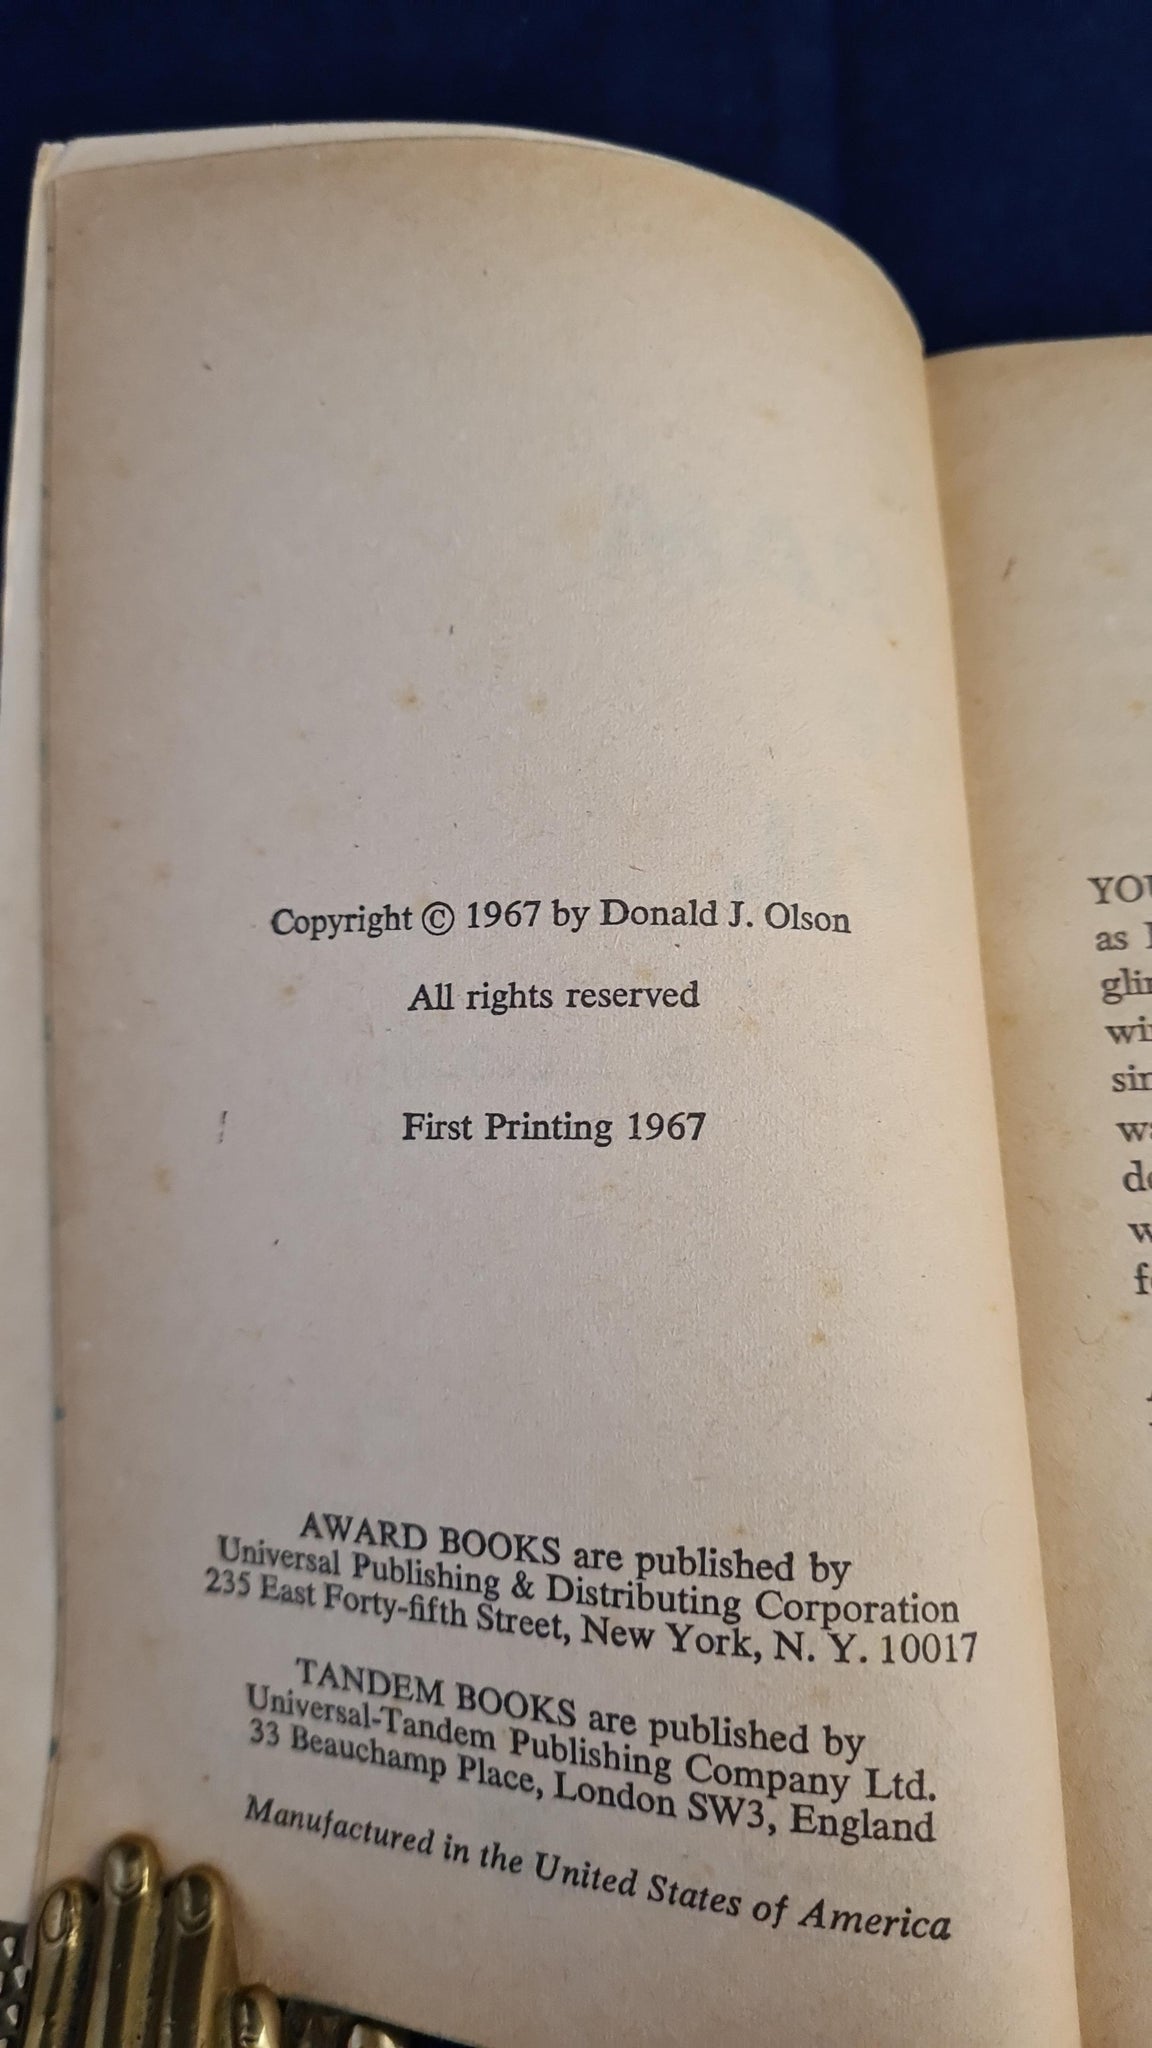 Copyright © 1967 by Donald J. Olson
All rights reserved
First Printing 1967
AWARD BOOKS are published by
Universal Publishing & Distributing Corporation
235 East Forty-fifth Street, New York, N. Y. 10017
TANDEM BOOKS are published by
Universal-Tandem Publishing Company Ltd.
33 Beauchamp Place, London SW3, England
Manufactured in the United States of America
as